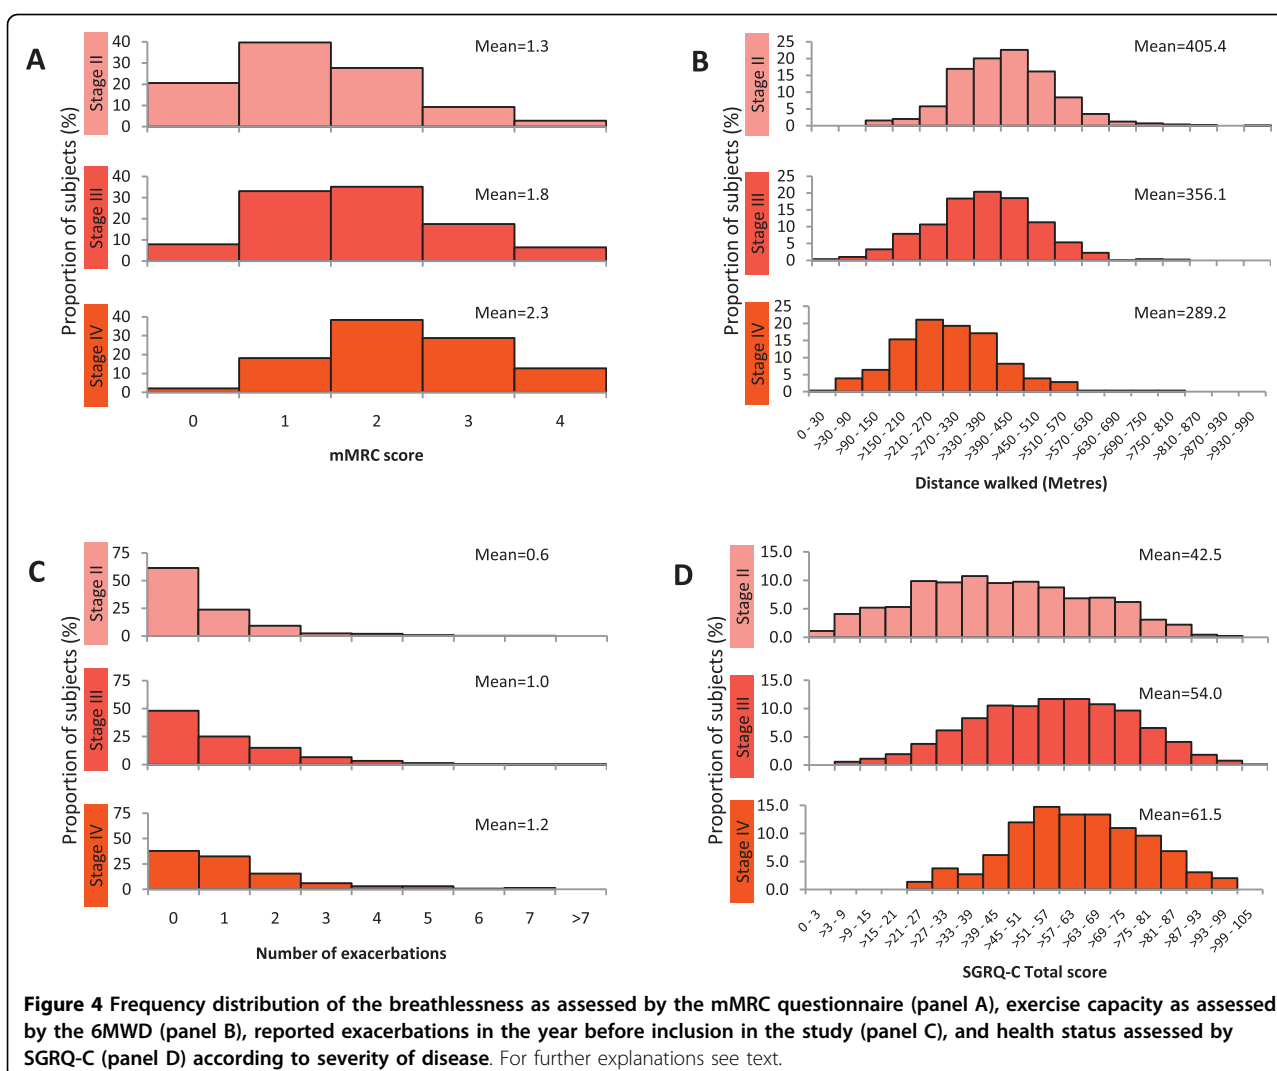 A
Proportion of subjects (%)
Stage II
40
30
20
10
0
Mean=1.3
Stage III
40
30
20
10
0
Mean=1.8
Stage IV
40
30
20
10
0
Mean=2.3
0 1 2 3 4
mMRC score
B
Proportion of subjects (%)
Stage II
25
20
15
10
5
0
Mean=405.4
Stage III
25
20
15
10
5
0
Mean=356.1
Stage IV
25
20
15
10
5
0
Mean=289.2
0 - 30
>30 - 90
>90 - 150
>150 - 210
>210 - 270
>270 - 330
>330 - 390
>390 - 450
>450 - 510
>510 - 570
>570 - 630
>630 - 690
>690 - 750
>750 - 810
>810 - 870
>870 - 930
>930 - 990
Distance walked (Metres)
C
Proportion of subjects (%)
Stage II
75
50
25
0
Mean=0.6
Stage III
75
50
25
0
Mean=1.0
Stage IV
75
50
25
0
Mean=1.2
0 1 2 3 4 5 6 7 >7
Number of exacerbations
D
Proportion of subjects (%)
Stage II
15.0
10.0
5.0
0.0
Mean=42.5
Stage III
15.0
10.0
5.0
0.0
Mean=54.0
Stage IV
15.0
10.0
5.0
0.0
Mean=61.5
0 - 3
>3 - 9
>9 - 15
>15 - 21
>21 - 27
>27 - 33
>33 - 39
>39 - 45
>45 - 51
>51 - 57
>57 - 63
>63 - 69
>69 - 75
>75 - 81
>81 - 87
>87 - 93
>93 - 99
>99 - 105
SGRQ-C Total score
Figure 4 Frequency distribution of the breathlessness as assessed by the mMRC questionnaire (panel A), exercise capacity as assessed
by the 6MWD (panel B), reported exacerbations in the year before inclusion in the study (panel C), and health status assessed by
SGRQ-C (panel D) according to severity of disease. For further explanations see text.